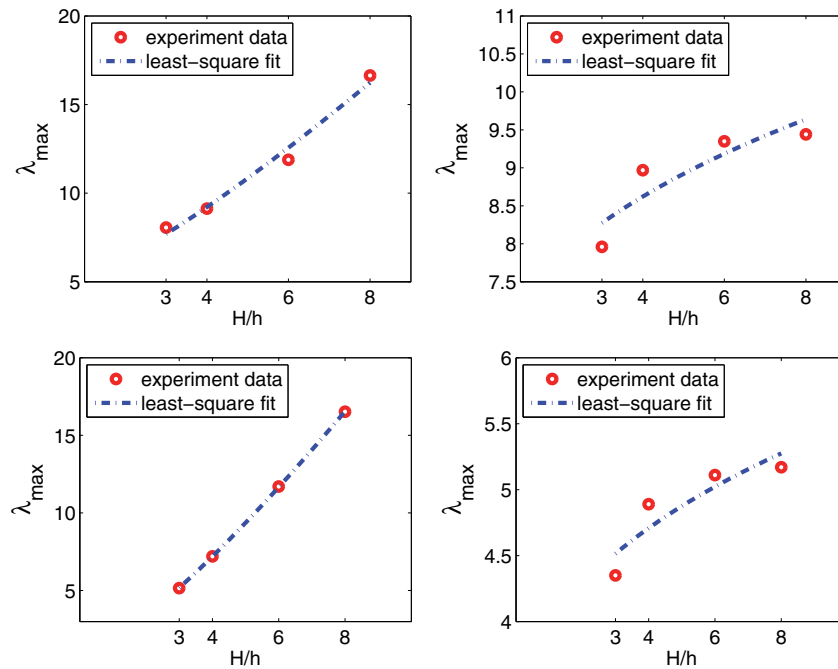 20
15
10
5
λmax
experiment data
least−square fit
3 4 6 8
H/h
11
10.5
10
9.5
9
8.5
8
7.5
λmax
experiment data
least−square fit
3 4 6 8
H/h
20
15
10
5
λmax
experiment data
least−square fit
3 4 6 8
H/h
6
5.5
5
4.5
4
λmax
experiment data
least−square fit
3 4 6 8
H/h